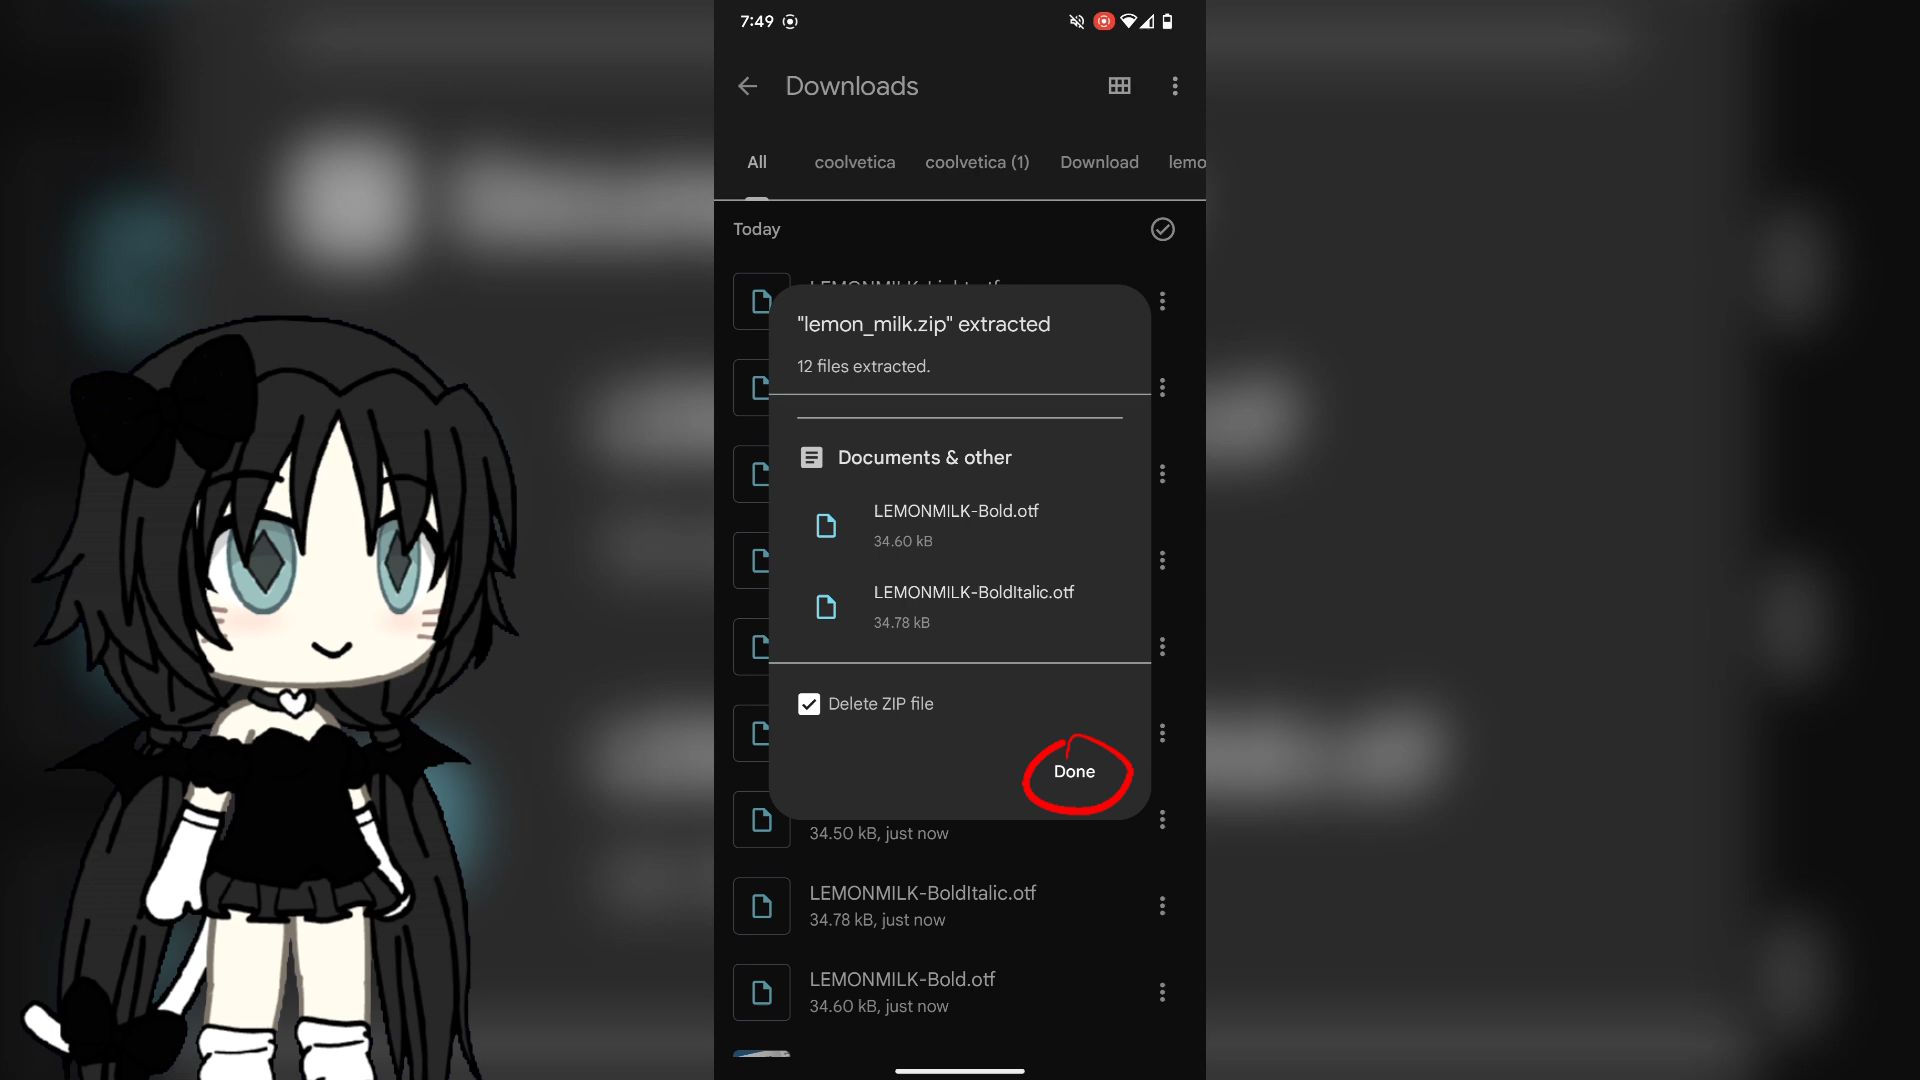 7:49
Downloads
All coolvetica coolvetica (1) Download lemo
Today
"lemon_milk.zip" extracted
12 files extracted.
Documents & other
LEMONMILK-Bold.otf
34.60 kB
LEMONMILK-BoldItalic.otf
34.78 kB
Delete ZIP file
Done
34.50 kB, just now
LEMONMILK-BoldItalic.otf
34.78 kB, just now
LEMONMILK-Bold.otf
34.60 kB, just now